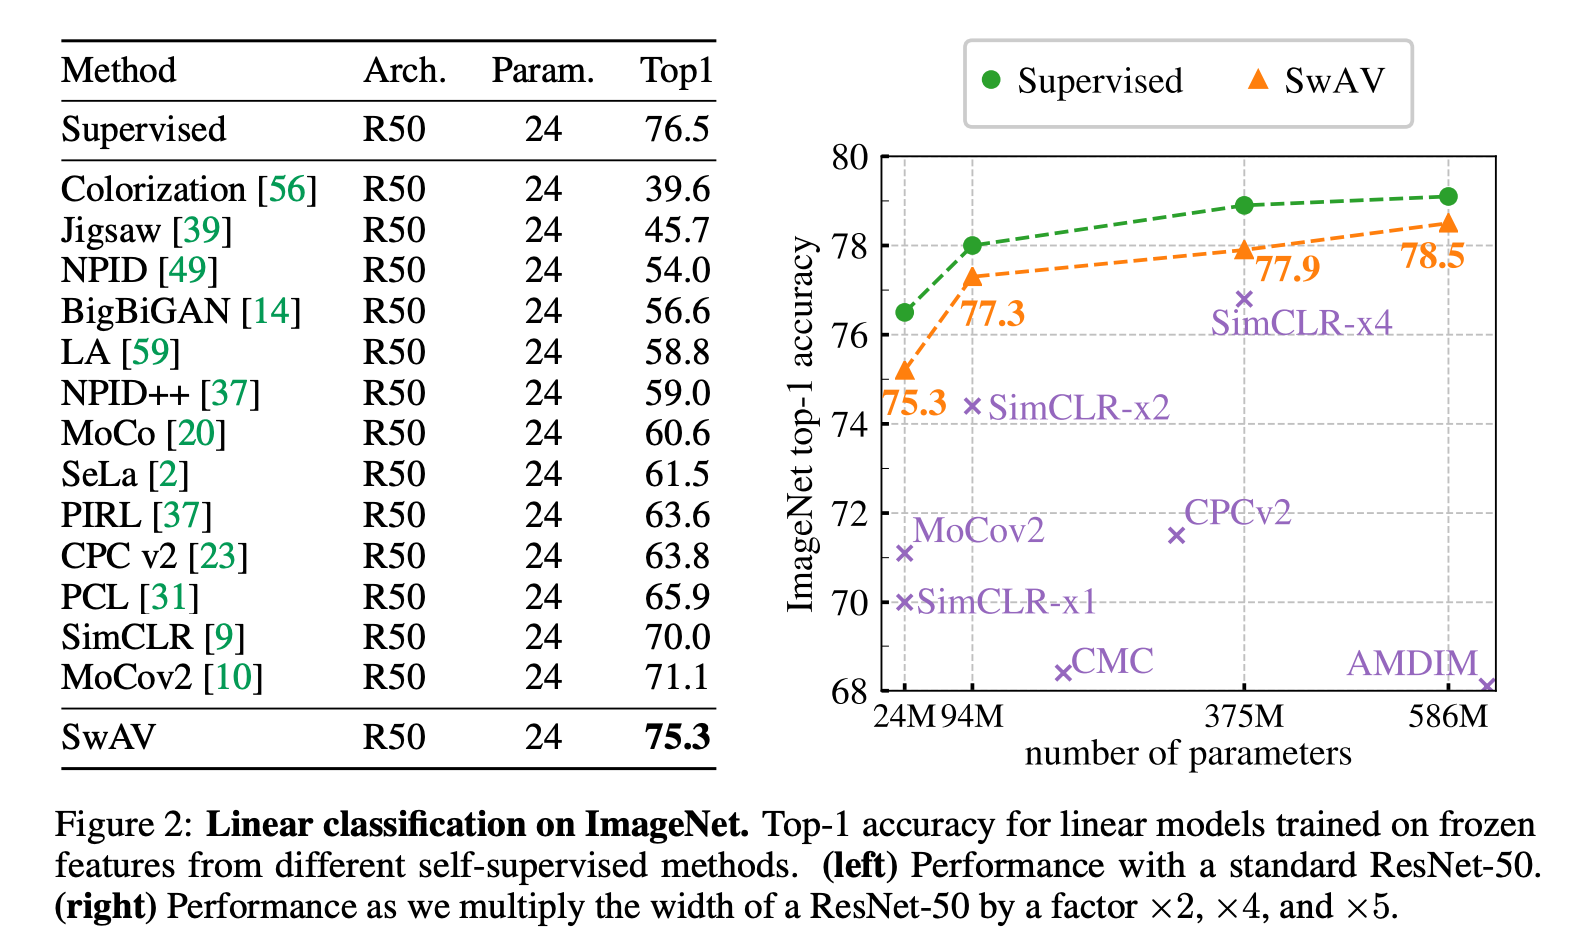 Method Arch. Param. Top1
Supervised R50 24 76.5
Colorization [56] R50 24 39.6
Jigsaw [39] R50 24 45.7
NPID [49] R50 24 54.0
BigBiGAN [14] R50 24 56.6
LA [59] R50 24 58.8
NPID++ [37] R50 24 59.0
MoCo [20] R50 24 60.6
SeLa [2] R50 24 61.5
PIRL [37] R50 24 63.6
CPC v2 [23] R50 24 63.8
PCL [31] R50 24 65.9
SimCLR [9] R50 24 70.0
MoCov2 [10] R50 24 71.1
SwAV R50 24 75.3
Supervised SwAV
80
78
76
74
72
70
68
ImageNet top-1 accuracy
75.3
77.3
77.9
78.5
SimCLR-x4
SimCLR-x2
CPCv2
MoCov2
SimCLR-x1
CMC
AMDIM
24M 94M 375M 586M
number of parameters
Figure 2: Linear classification on ImageNet. Top-1 accuracy for linear models trained on frozen
features from different self-supervised methods. (left) Performance with a standard ResNet-50.
(right) Performance as we multiply the width of a ResNet-50 by a factor ×2, ×4, and ×5.